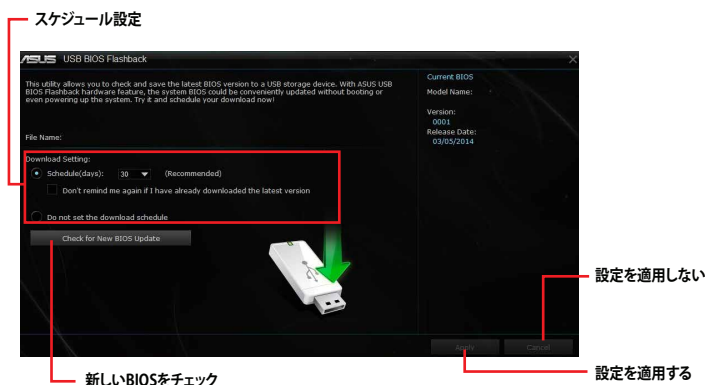 スケジュール設定
ASUS USB BIOS Flashback
This utility allows you to check and save the latest BIOS version to a USB storage device. With ASUS USB
BIOS Flashback hardware feature, the system BIOS could be conveniently updated without booting or
even powering up the system. Try it and schedule your download now!
File Name:
Download Setting:
Schedule(days): 30 (Recommended)
Don't remind me again if I have already downloaded the latest version
Do not set the download schedule
Check for New BIOS Update
Current BIOS
Model Name:
Version:
0001
Release Date:
03/05/2014
Apply
Cancel
設定を適用しない
設定を適用する
新しいBIOSをチェック